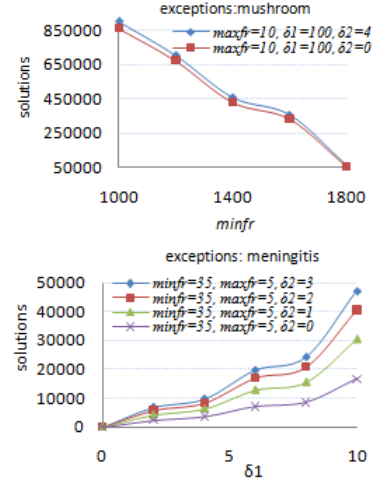 exceptions:mushroom
maxfr=10, δ1=100, δ2=4
maxfr=10, δ1=100, δ2=0
850000
650000
450000
250000
50000
solutions
1000 1400 1800
minfr
exceptions: meningitis
minfr=35, maxfr=5, δ2=3
minfr=35, maxfr=5, δ2=2
minfr=35, maxfr=5, δ2=1
minfr=35, maxfr=5, δ2=0
50000
40000
30000
20000
10000
0
solutions
0 5 10
δ1